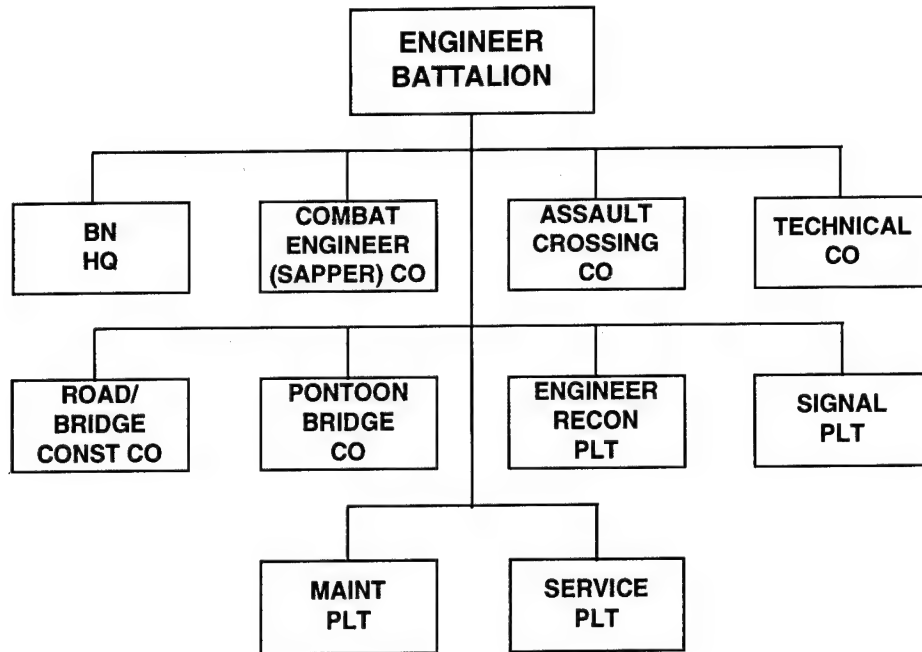 ENGINEER
BATTALION
BN
HQ
COMBAT
ENGINEER
(SAPPER) CO
ASSAULT
CROSSING
CO
TECHNICAL
CO
ROAD/
BRIDGE
CONST CO
PONTOON
BRIDGE
CO
ENGINEER
RECON
PLT
SIGNAL
PLT
MAINT
PLT
SERVICE
PLT